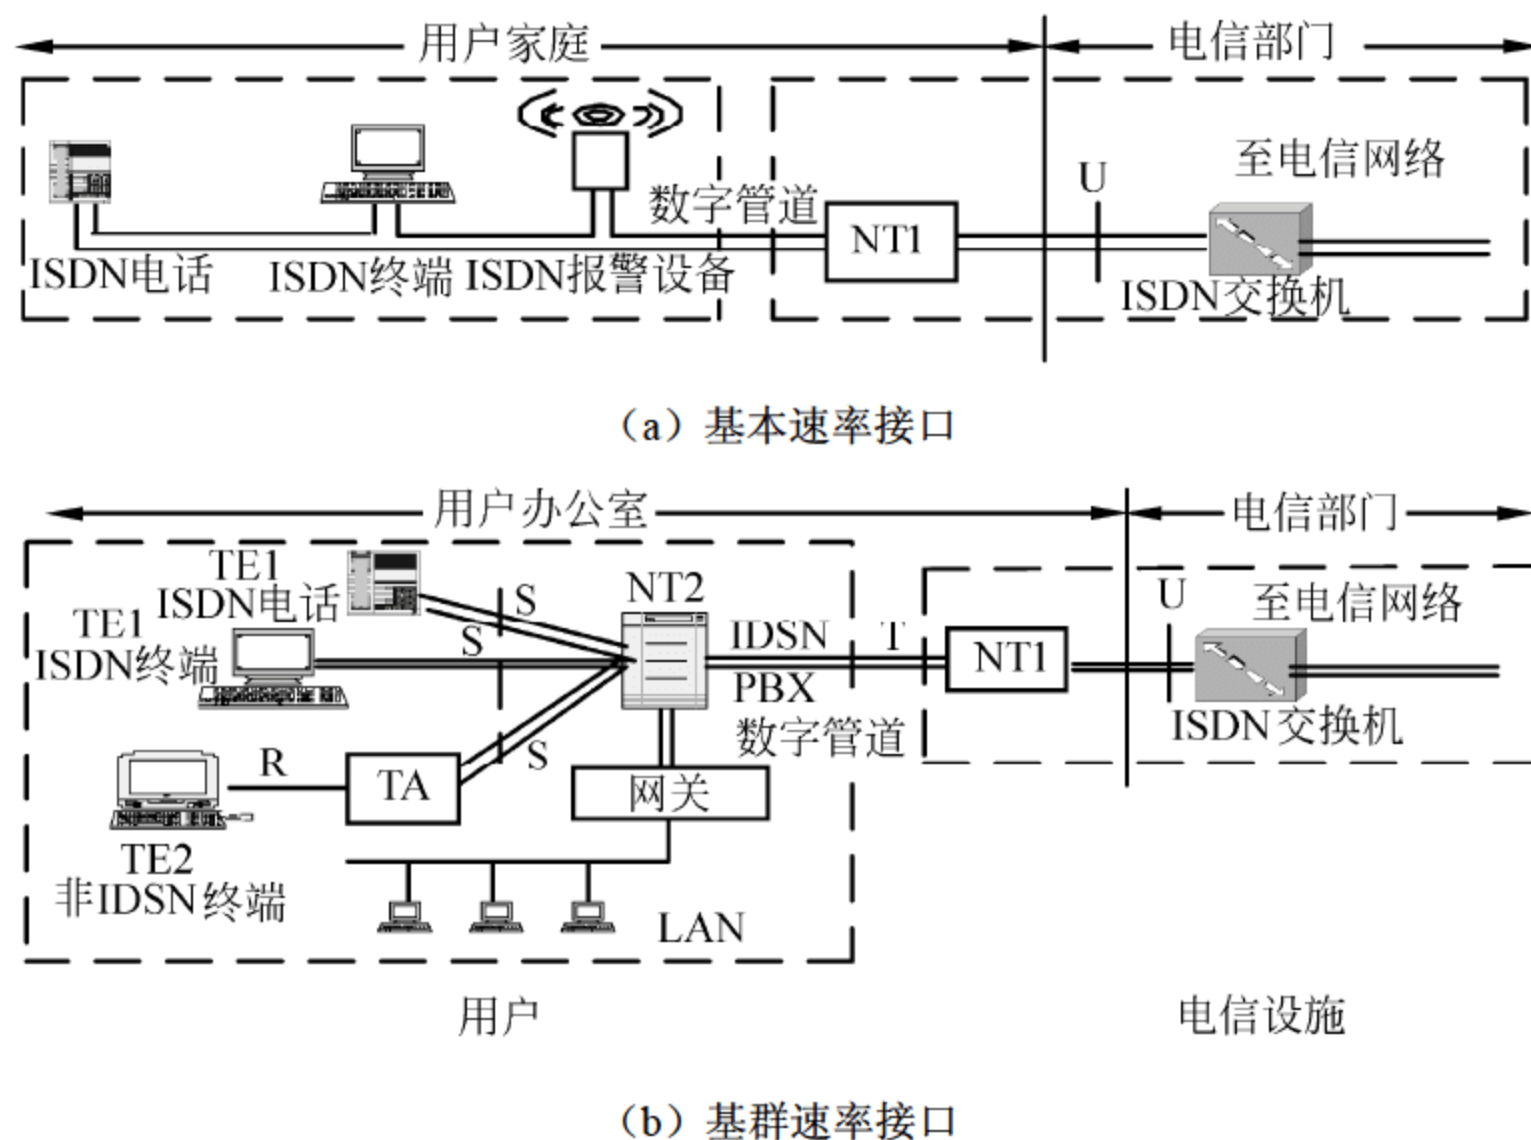 用户家庭
电信部门
至电信网络
U
数字管道
NT1
ISDN电话
ISDN终端
ISDN报警设备
ISDN交换机
（a）基本速率接口
用户办公室
电信部门
TE1
ISDN电话
S
NT2
TE1
ISDN终端
S
IDSN
T
PBX
数字管道
NT1
U
至电信网络
ISDN交换机
R
TA
S
网关
TE2
非IDSN终端
LAN
用户
电信设施
（b）基群速率接口